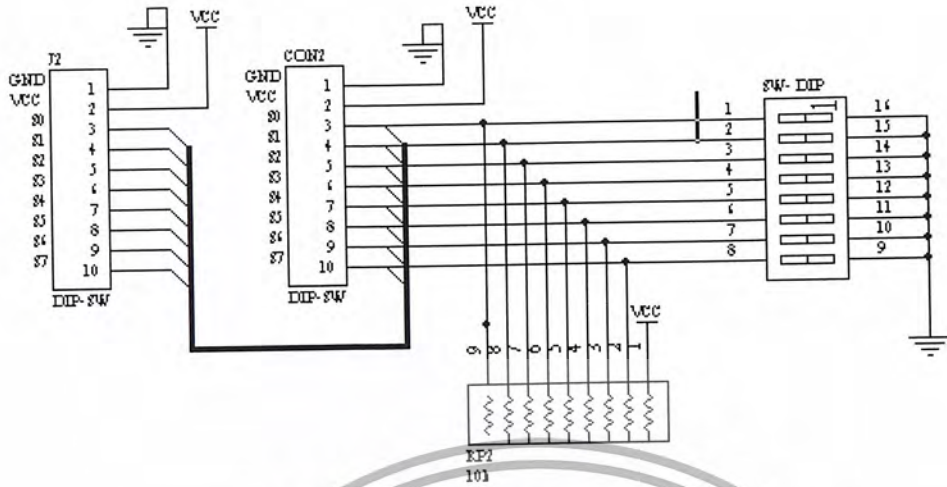 VCC
VCC
J2
CON2
GND
VCC
S0
S1
S2
S3
S4
S5
S6
S7
1
2
3
4
5
6
7
8
9
10
DIP-SW
GND
VCC
S0
S1
S2
S3
S4
S5
S6
S7
1
2
3
4
5
6
7
8
9
10
DIP-SW
SW-DIP
1
2
3
4
5
6
7
8
16
15
14
13
12
11
10
9
VCC
9
8
7
6
5
4
3
2
1
RP2